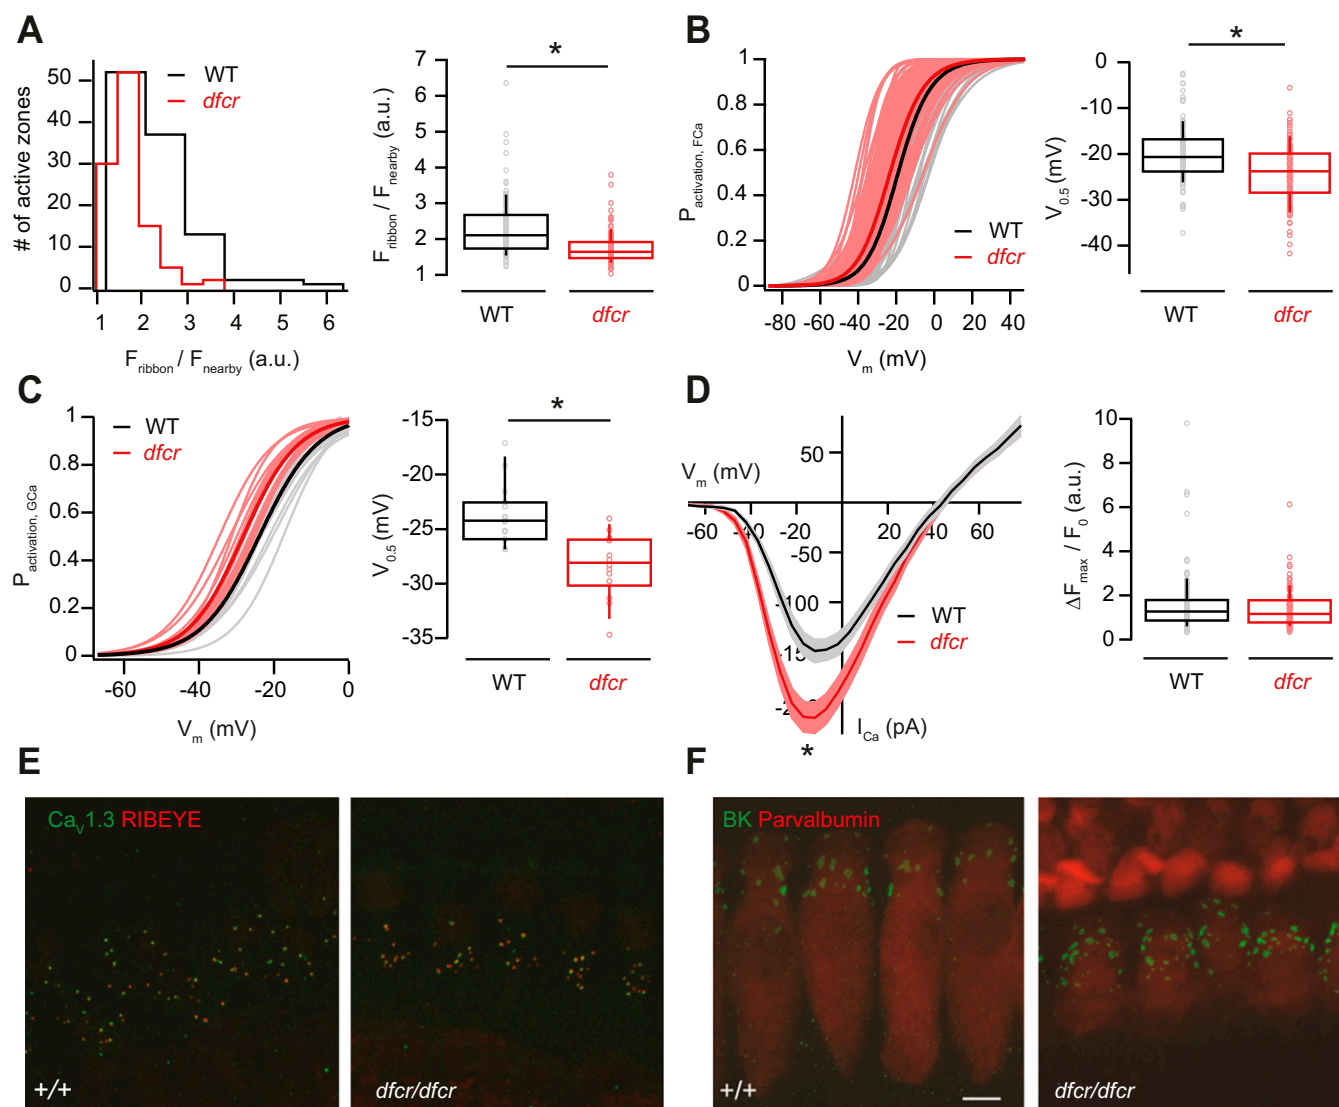 A
# of active zones
50
40
30
20
10
0
WT
dfcr
1 2 3 4 5 6
F ribbon / F nearby (a.u.)
F ribbon / F nearby (a.u.)
7
6
5
4
3
2
1
*
WT dfcr
B
P activation, FCa
1
0.8
0.6
0.4
0.2
0
WT
dfcr
-80 -60 -40 -20 0 20 40
V m (mV)
V 0.5 (mV)
0
-10
-20
-30
-40
*
WT dfcr
C
P activation, GCa
1
0.8
0.6
0.4
0.2
0
WT
dfcr
-60 -40 -20 0
V m (mV)
V 0.5 (mV)
-15
-20
-25
-30
-35
*
WT dfcr
D
V m (mV)
-60 -40 -20 20 40 60
50
-50
-100
WT
dfcr
I Ca (pA)
*
ΔF max / F 0 (a.u.)
10
8
6
4
2
0
WT dfcr
E
Ca V 1.3 RIBEYE
+/+
dfcr/dfcr
F
BK Parvalbumin
+/+
dfcr/dfcr